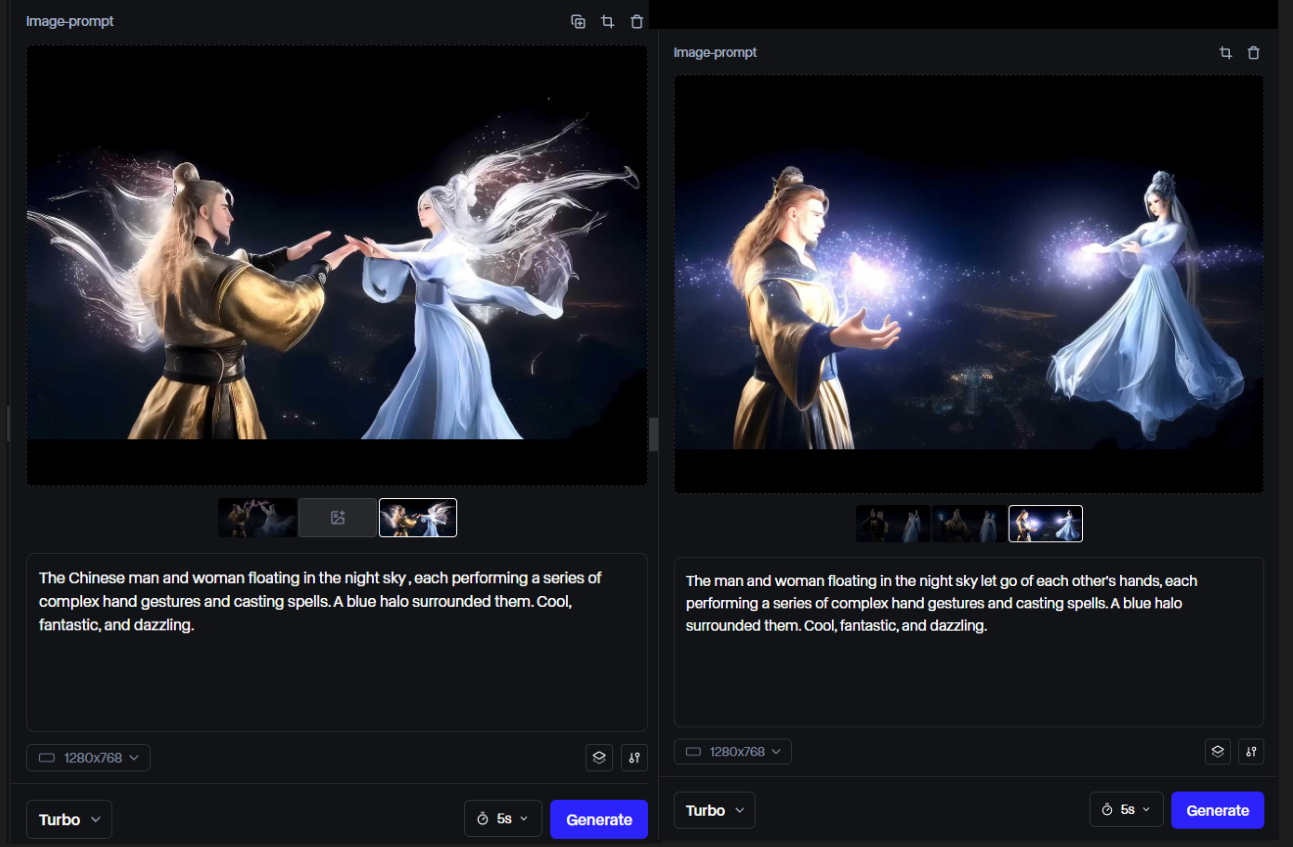 Image-prompt
The Chinese man and woman floating in the night sky , each performing a series of
complex hand gestures and casting spells. A blue halo surrounded them. Cool,
fantastic, and dazzling.
1280x768
Turbo
5s
Generate
Image-prompt
The man and woman floating in the night sky let go of each other's hands, each
performing a series of complex hand gestures and casting spells. A blue halo
surrounded them. Cool, fantastic, and dazzling.
1280x768
Turbo
5s
Generate